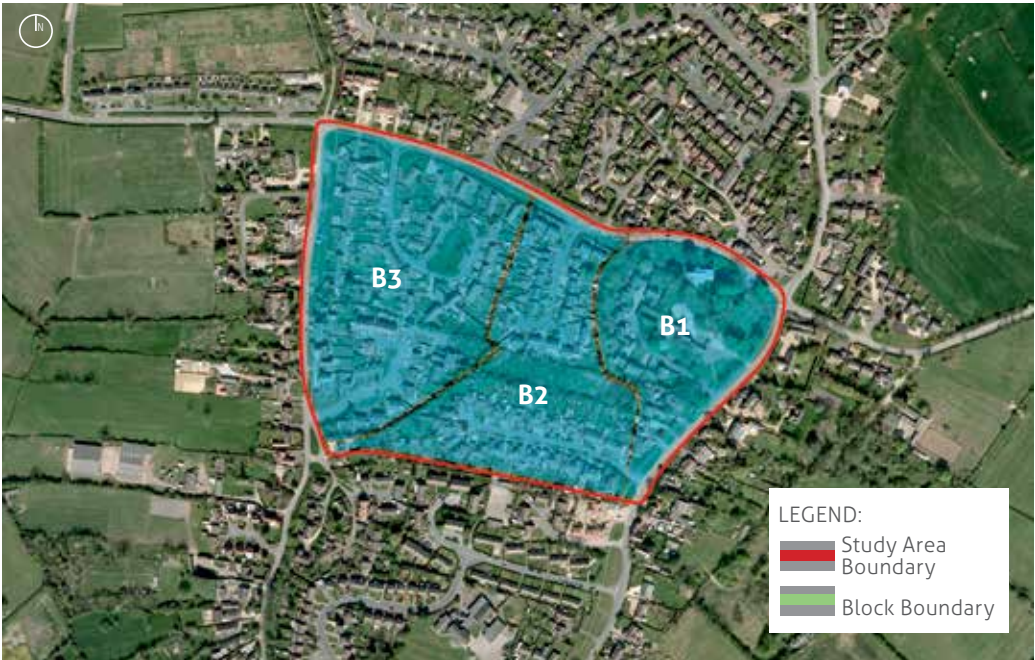 N
B3
B1
B2
LEGEND:
Study Area
Boundary
Block Boundary